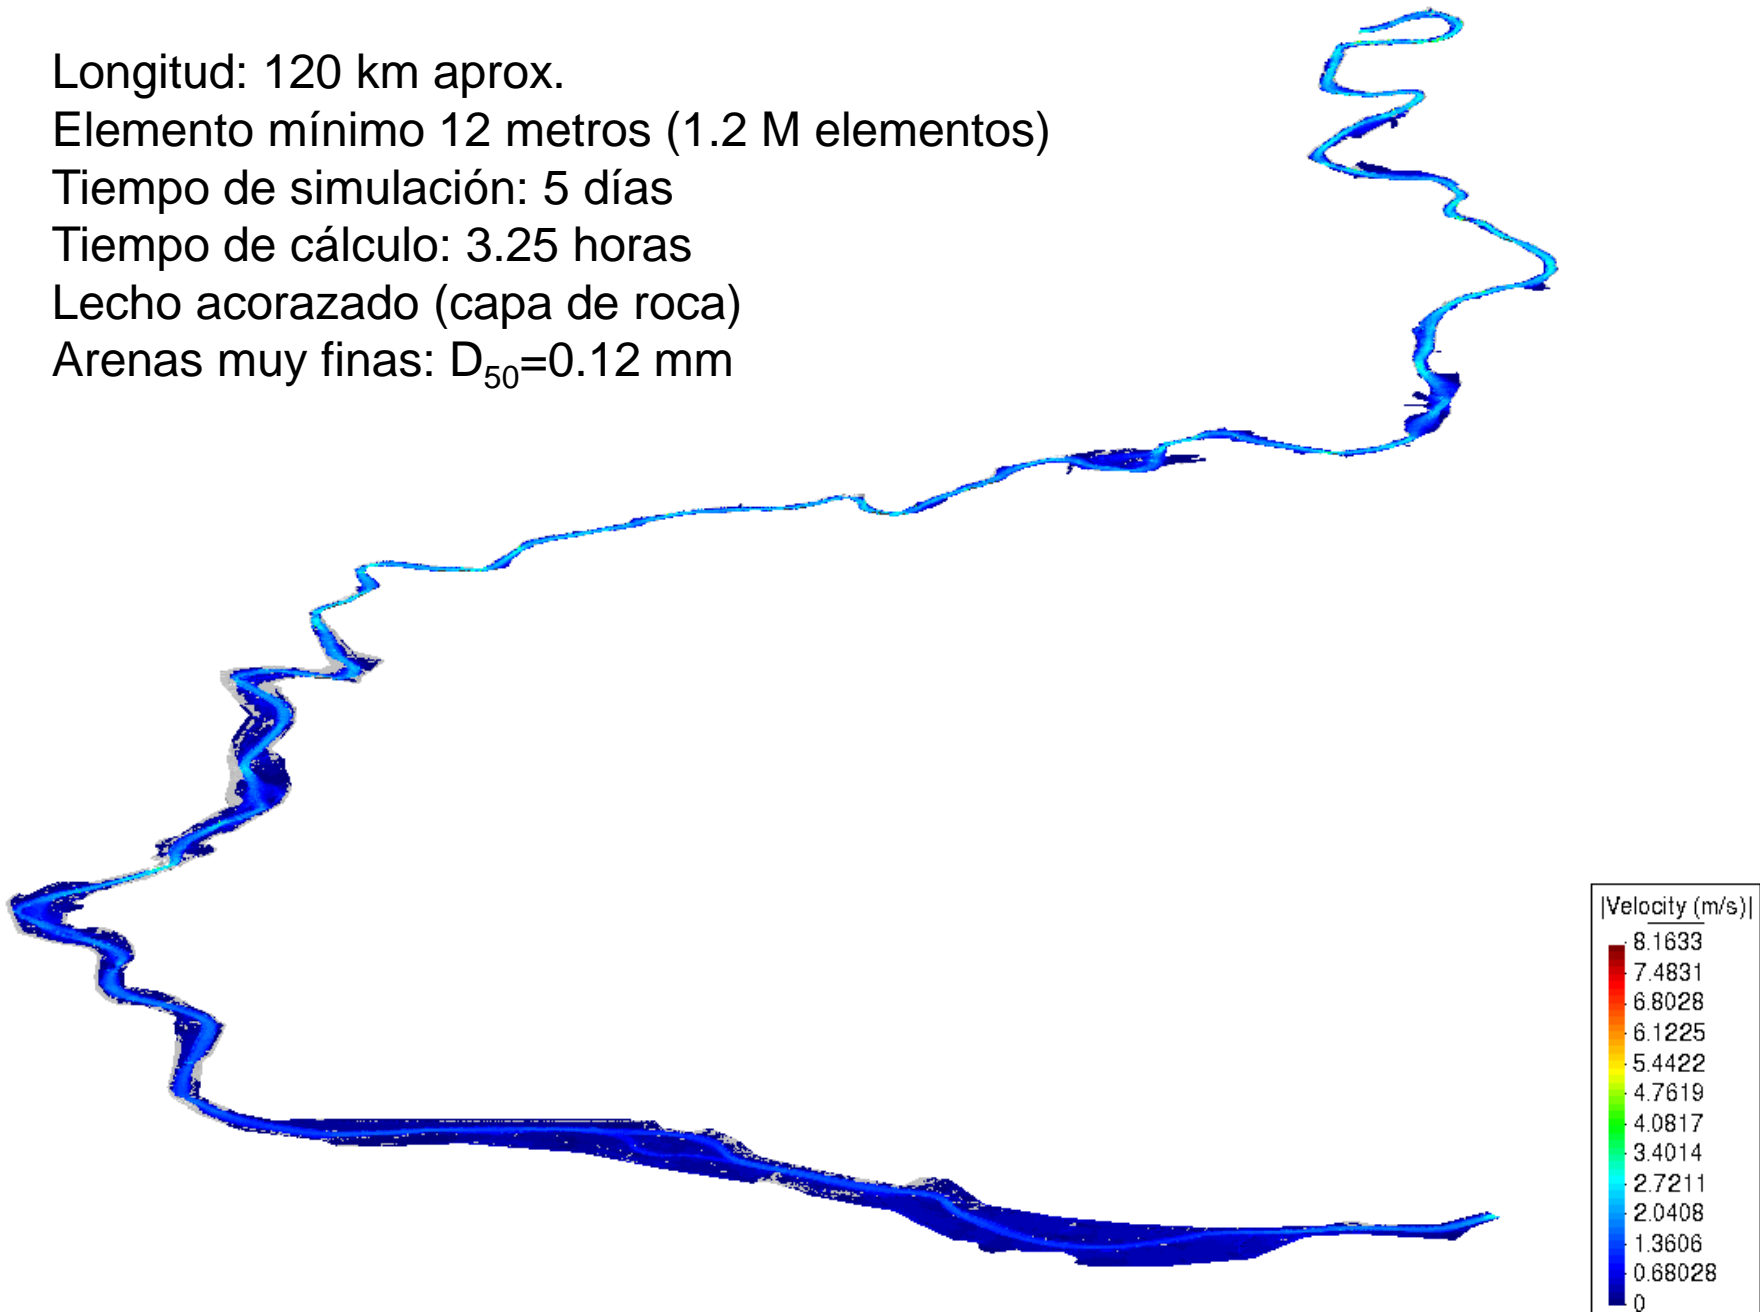 Longitud: 120 km aprox.
Elemento mínimo 12 metros (1.2 M elementos)
Tiempo de simulación: 5 días
Tiempo de cálculo: 3.25 horas
Lecho acorazado (capa de roca)
Arenas muy finas: D₅₀=0.12 mm
|Velocity (m/s)|
8.1633
7.4831
6.8028
6.1225
5.4422
4.7619
4.0817
3.4014
2.7211
2.0408
1.3606
0.68028
0